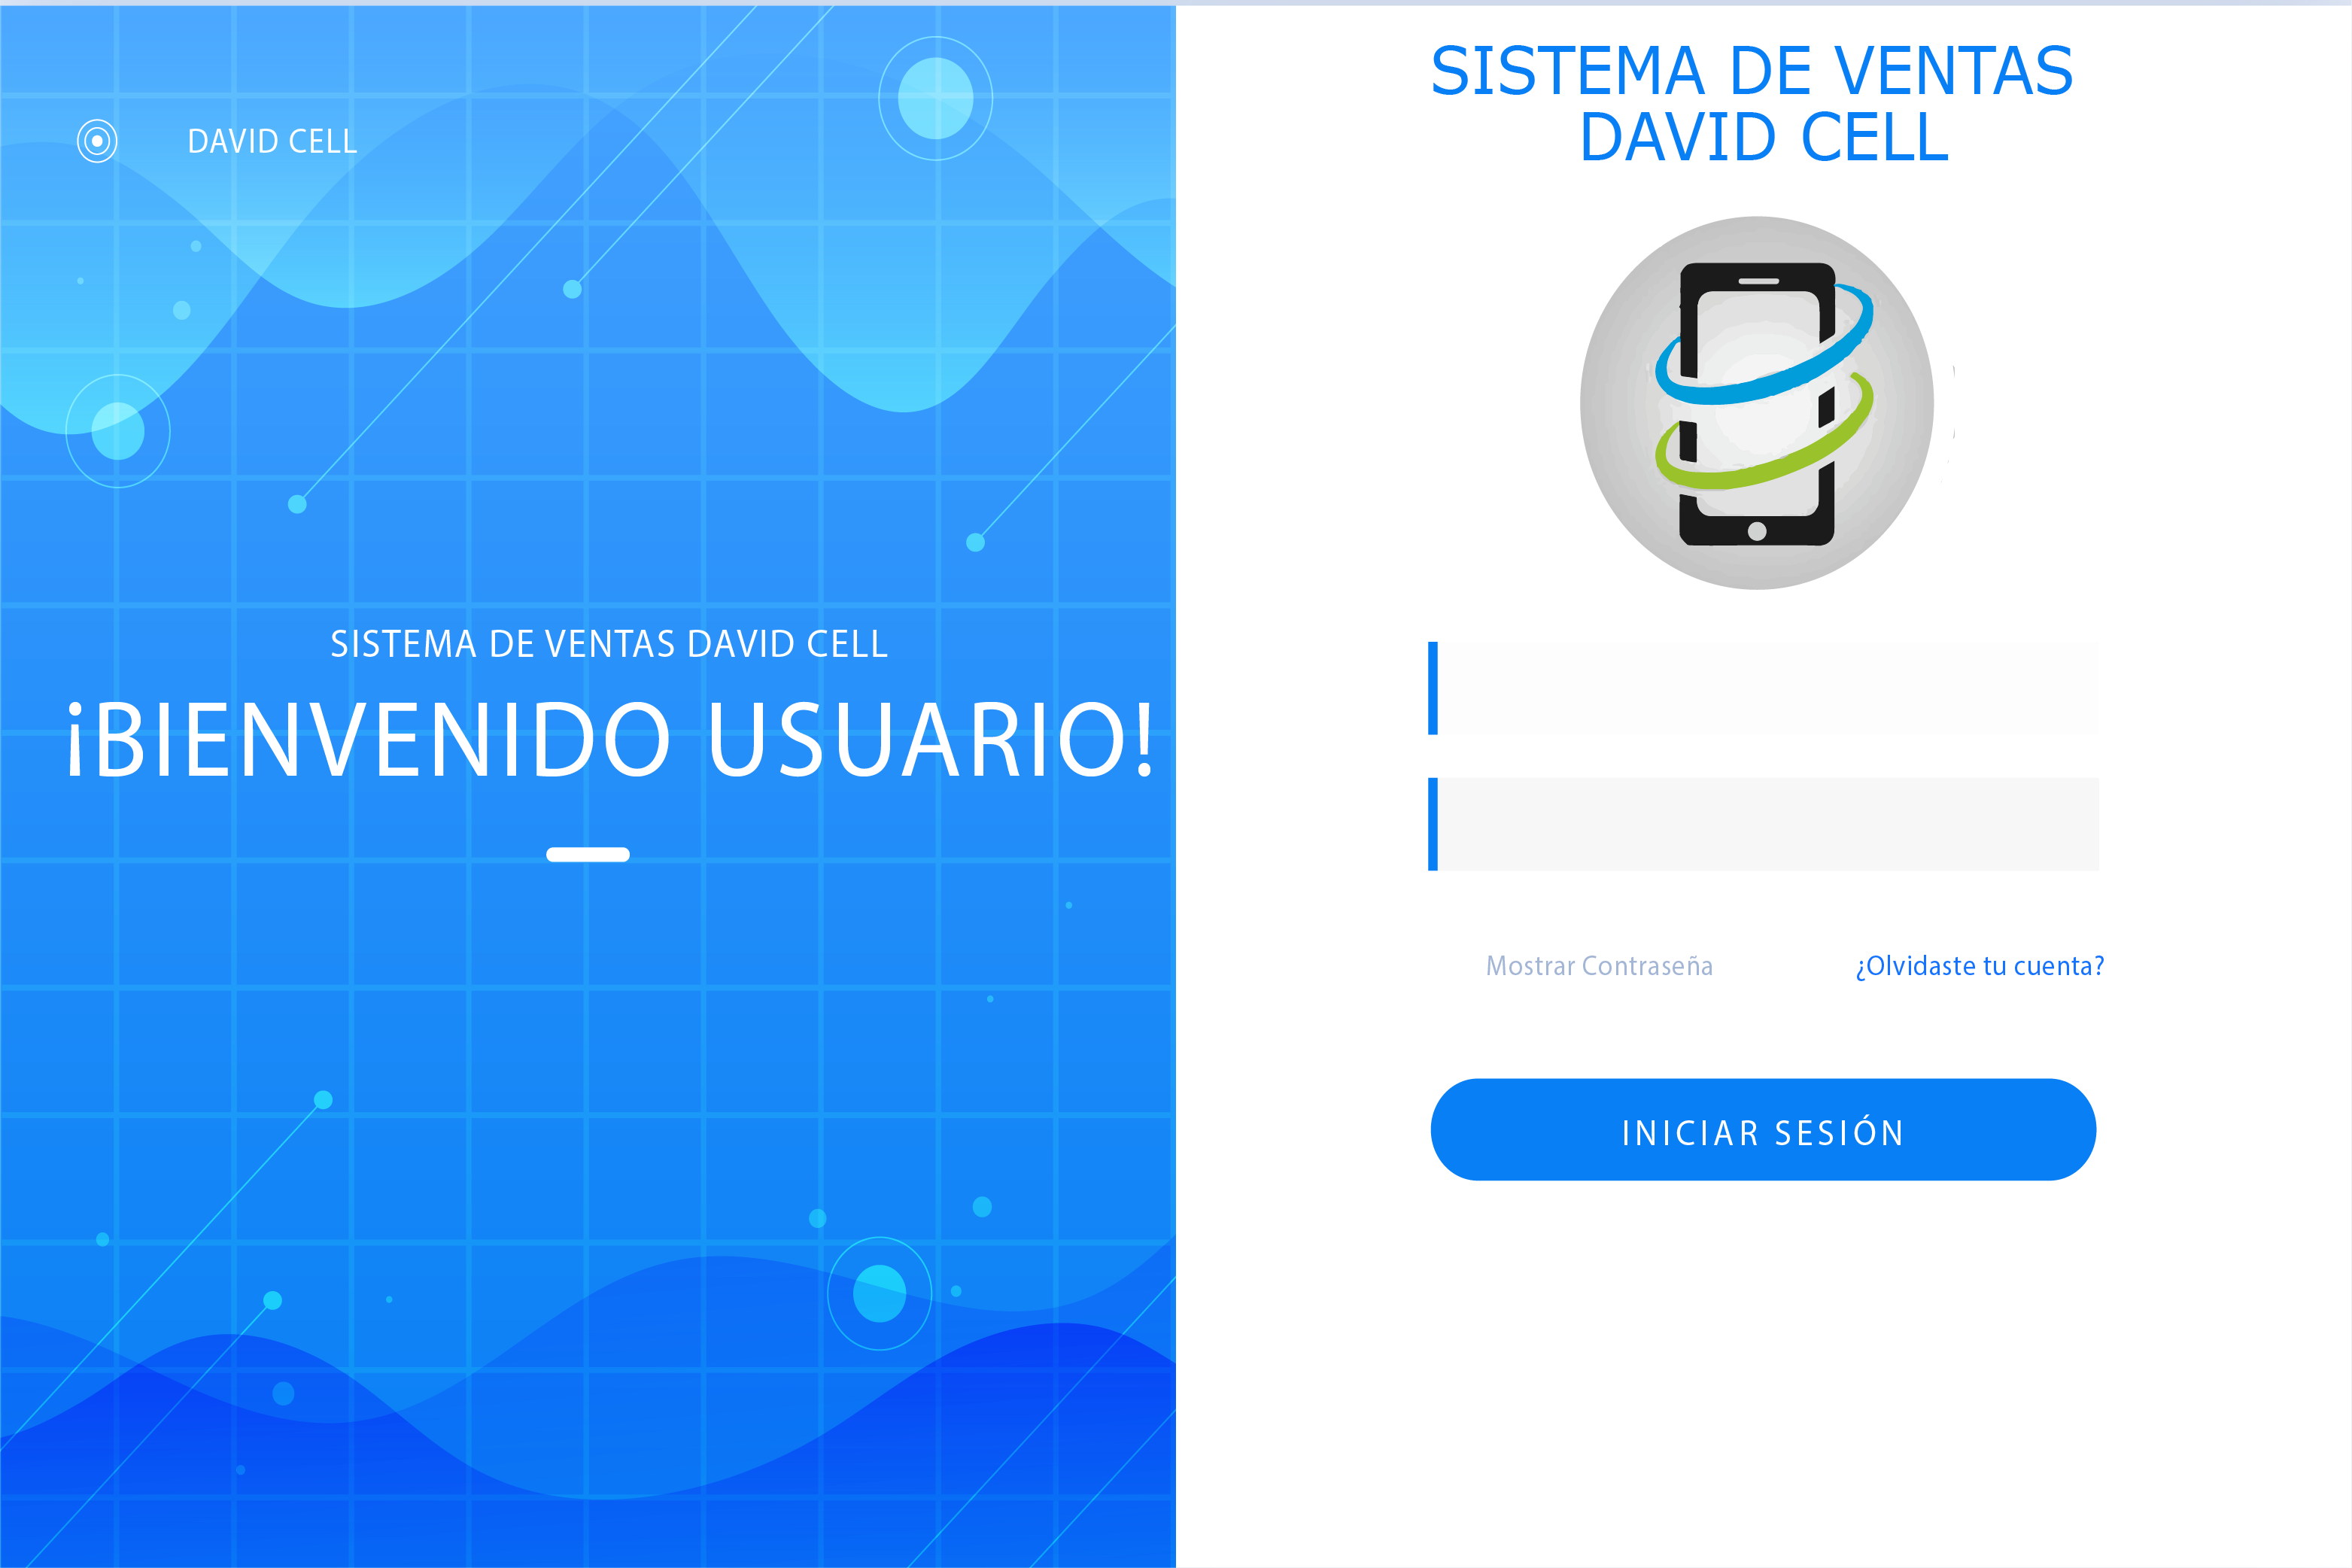 DAVID CELL
SISTEMA DE VENTAS DAVID CELL
¡BIENVENIDO USUARIO!
SISTEMA DE VENTAS
DAVID CELL
Mostrar Contraseña
¿Olvidaste tu cuenta?
INICIAR SESIÓN